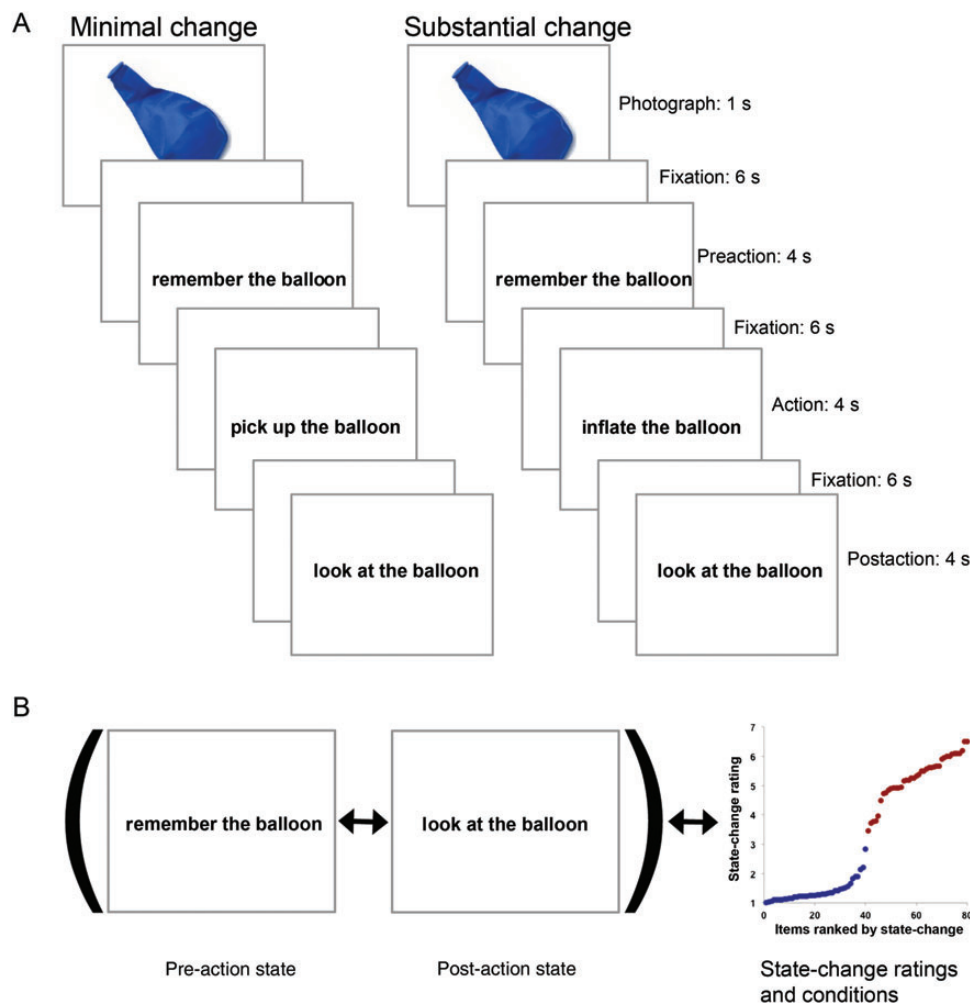 A
Minimal change
Substantial change
Photograph: 1 s
Fixation: 6 s
remember the balloon
remember the balloon
Preaction: 4 s
Fixation: 6 s
pick up the balloon
inflate the balloon
Action: 4 s
Fixation: 6 s
look at the balloon
look at the balloon
Postaction: 4 s
B
remember the balloon
look at the balloon
State-change rating
7
6
5
4
3
2
1
0
20
40
60
80
Items ranked by state-change
Pre-action state
Post-action state
State-change ratings
and conditions